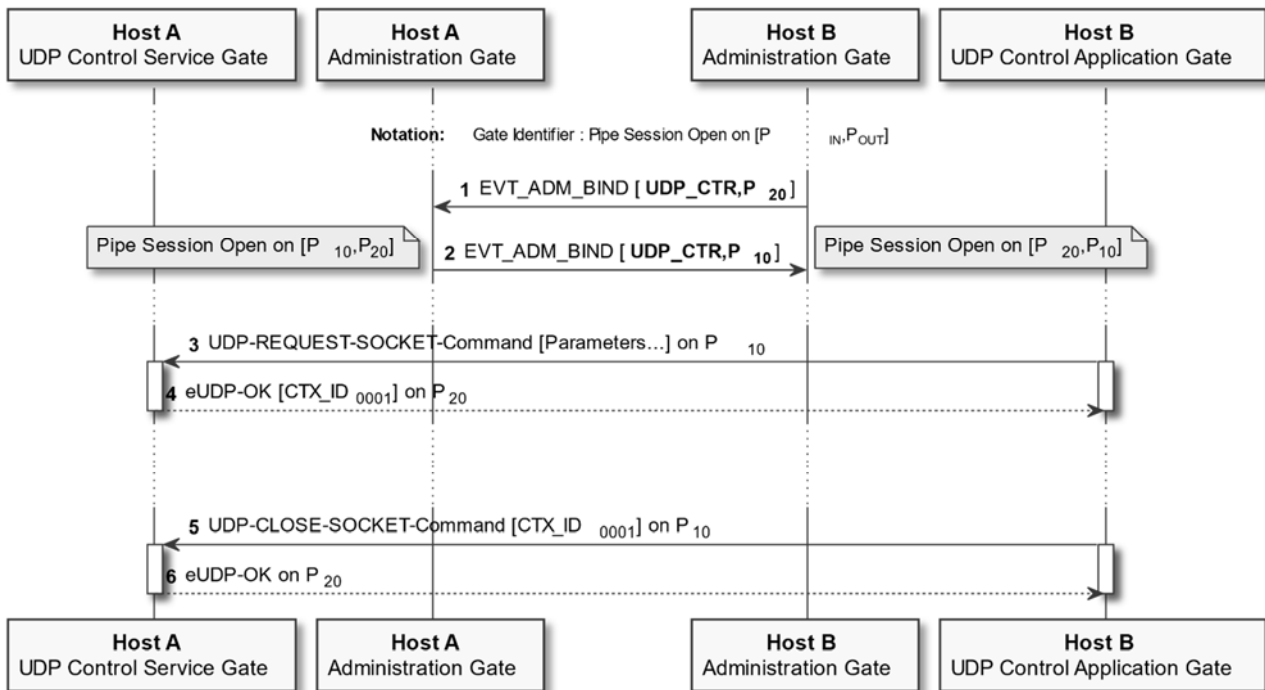 Host A
UDP Control Service Gate
Host A
Administration Gate
Host B
Administration Gate
Host B
UDP Control Application Gate
Notation: Gate Identifier : Pipe Session Open on [P IN,POUT]
1 EVT_ADM_BIND [ UDP_CTR,P 20]
Pipe Session Open on [P 10,P20]
2 EVT_ADM_BIND [ UDP_CTR,P 10]
Pipe Session Open on [P 20,P10]
3 UDP-REQUEST-SOCKET-Command [Parameters...] on P 10
4 eUDP-OK [CTX_ID 0001] on P20
5 UDP-CLOSE-SOCKET-Command [CTX_ID 0001] on P10
6 eUDP-OK on P 20
Host A
UDP Control Service Gate
Host A
Administration Gate
Host B
Administration Gate
Host B
UDP Control Application Gate